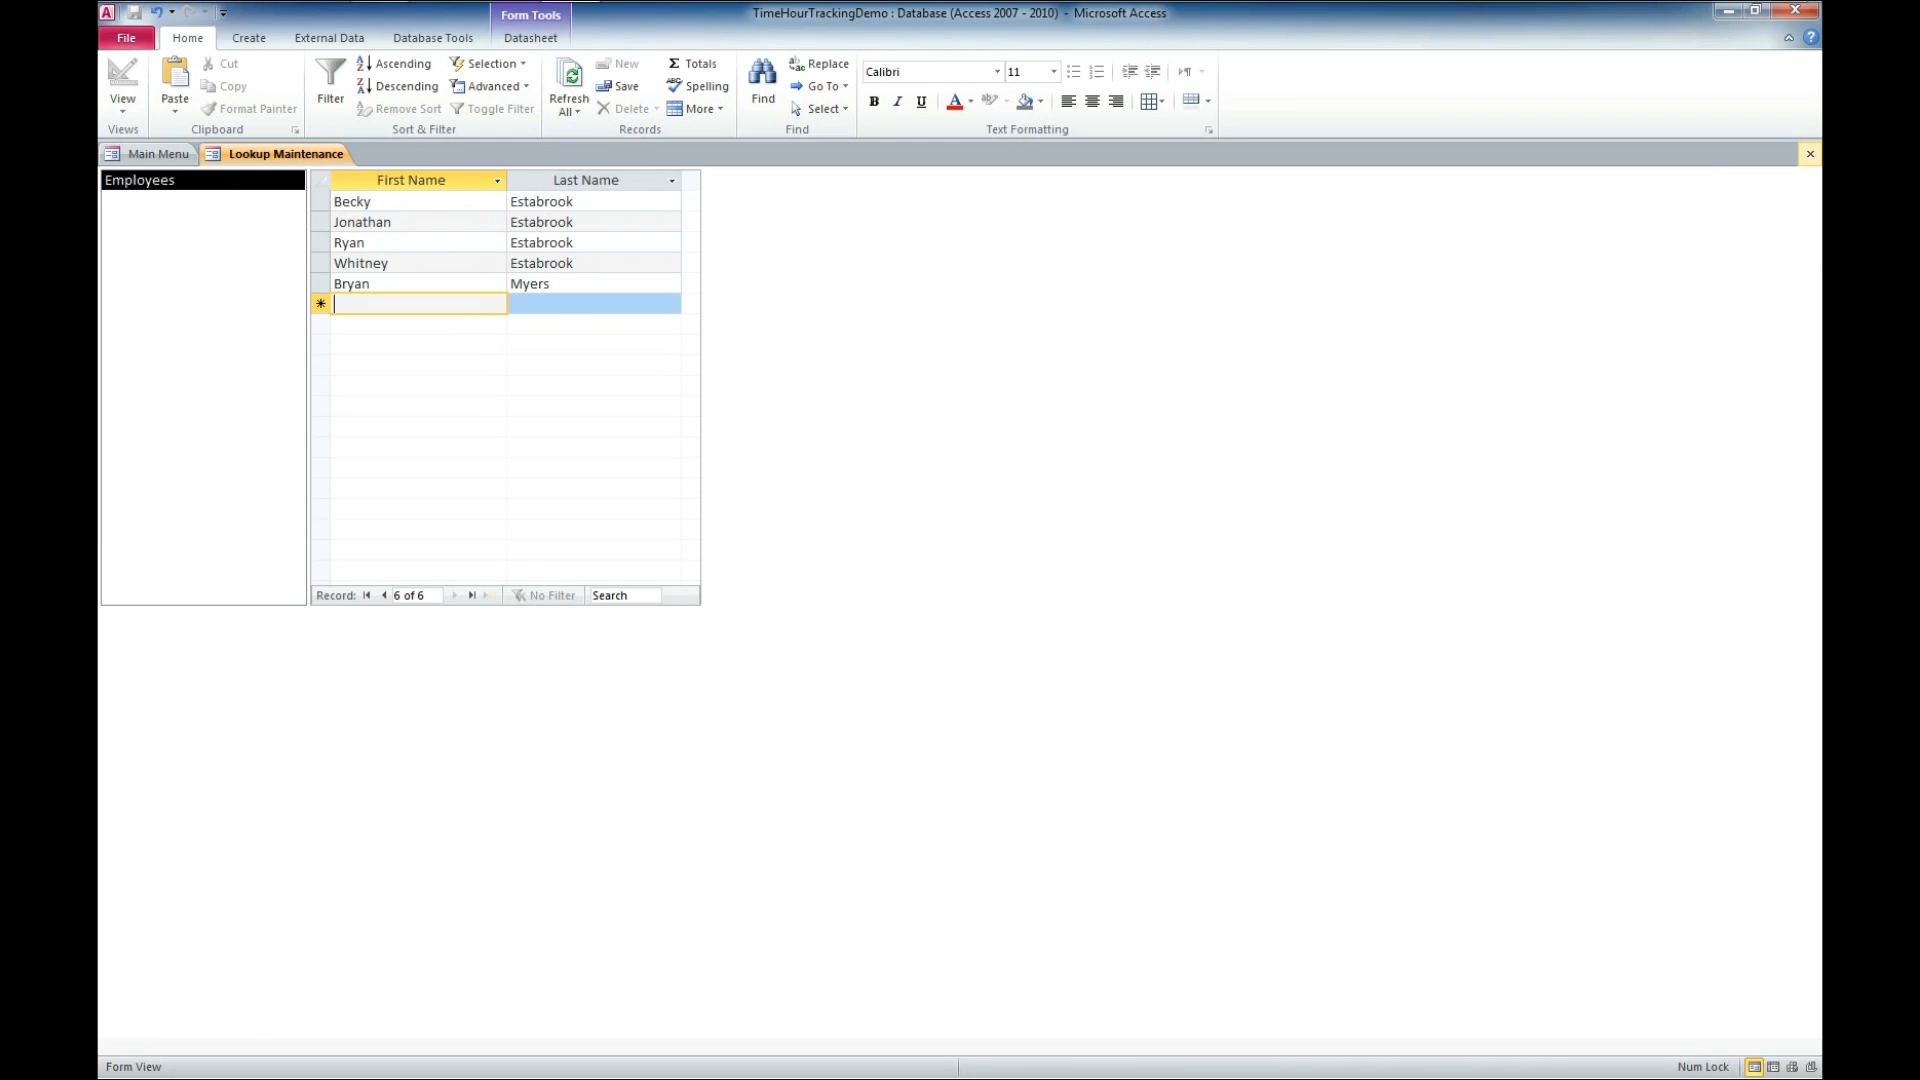 TimeHourTrackingDemo : Database (Access 2007 - 2010) - Microsoft Access
Form Tools
File Home Create External Data Database Tools Datasheet
View
Views
Paste
Cut
Copy
Format Painter
Clipboard
Filter
Ascending
Descending
Remove Sort
Selection
Advanced
Toggle Filter
Sort & Filter
Refresh
All
New
Save
Delete
Totals
Spelling
More
Records
Find
Replace
Go To
Select
Find
Calibri 11
B I U
Text Formatting
Main Menu Lookup Maintenance
Employees
First Name Last Name
Becky Estabrook
Jonathan Estabrook
Ryan Estabrook
Whitney Estabrook
Bryan Myers
Record: 6 of 6 No Filter Search
Form View Num Lock